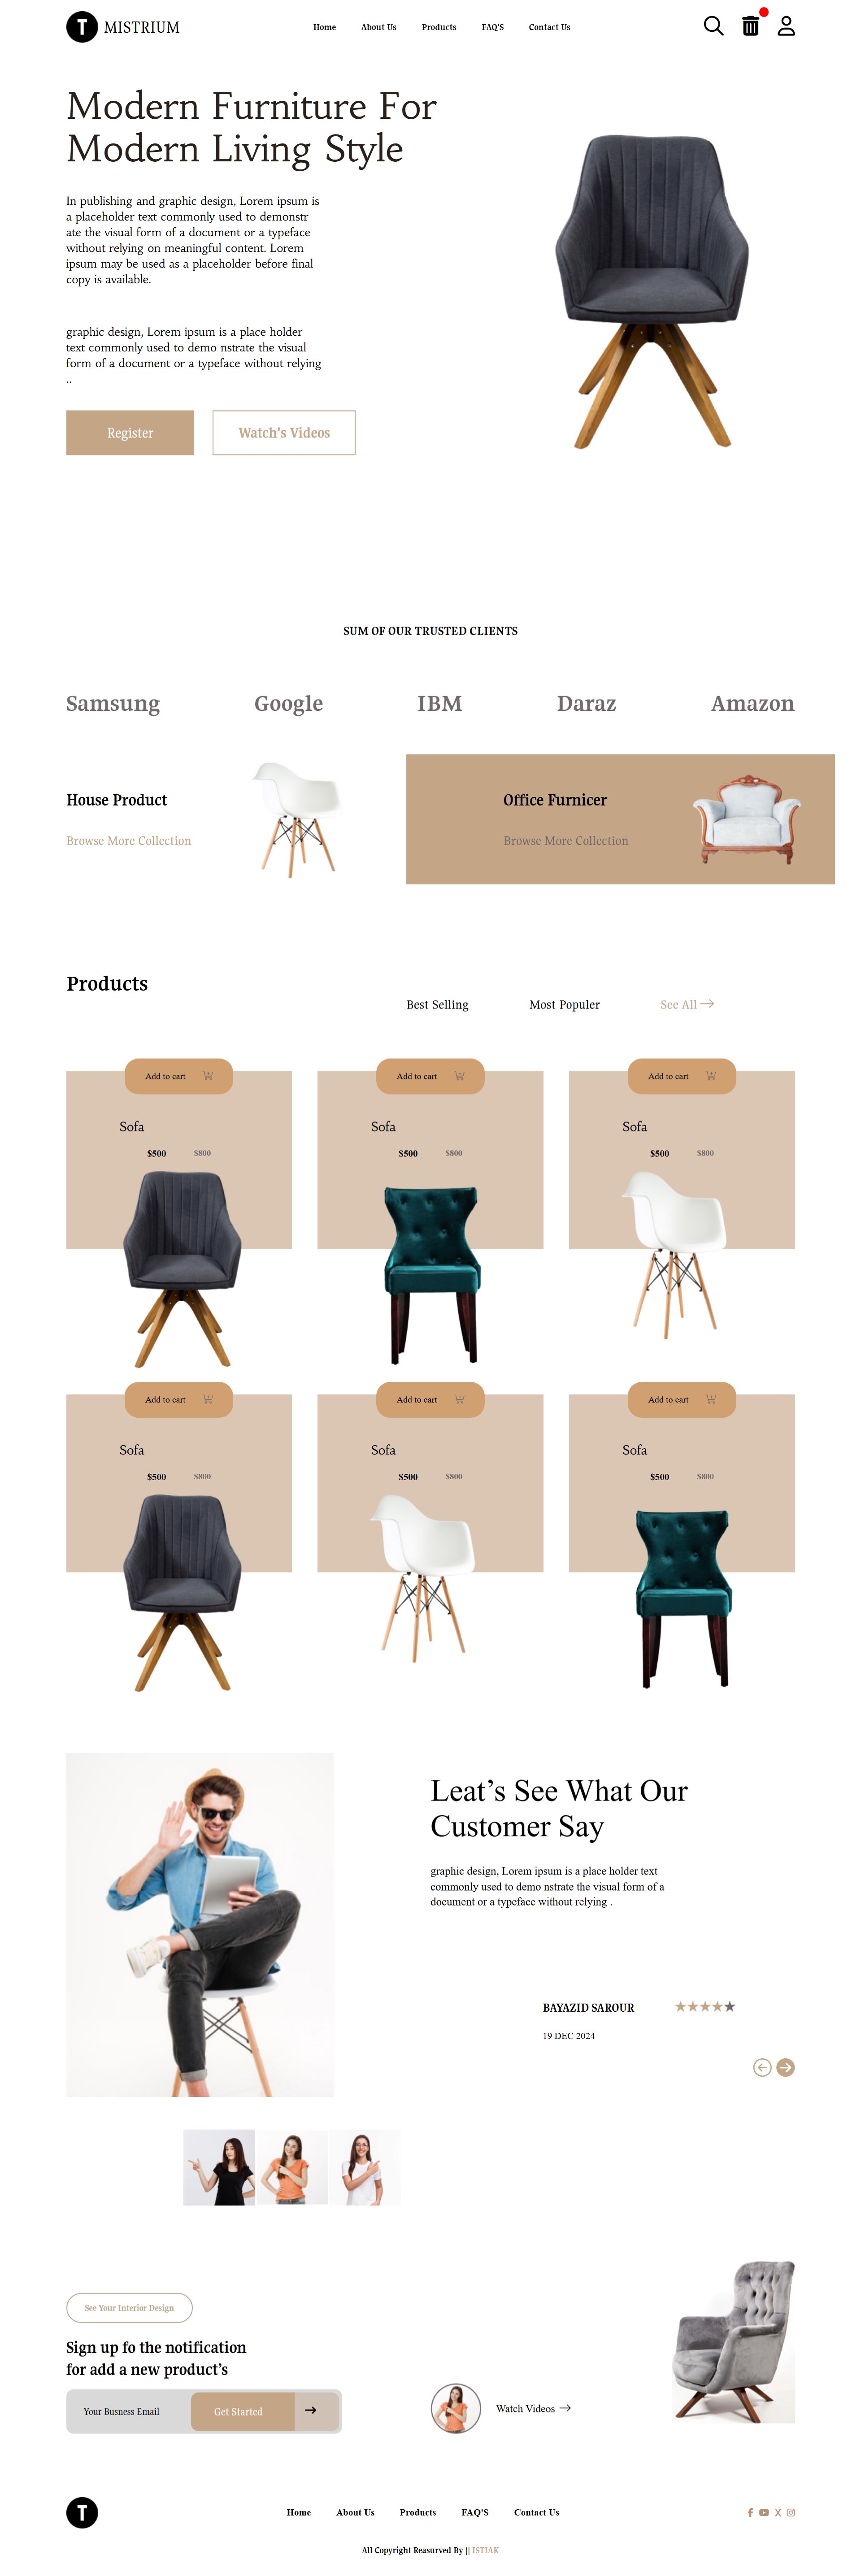 T MISTRIUM
Home About Us Products FAQ'S Contact Us
Modern Furniture For
Modern Living Style
In publishing and graphic design, Lorem ipsum is
a placeholder text commonly used to demonstr
ate the visual form of a document or a typeface
without relying on meaningful content. Lorem
ipsum may be used as a placeholder before final
copy is available.
graphic design, Lorem ipsum is a place holder
text commonly used to demo nstrate the visual
form of a document or a typeface without relying
..
Register Watch's Videos
SUM OF OUR TRUSTED CLIENTS
Samsung Google IBM Daraz Amazon
House Product
Browse More Collection
Office Furnicer
Browse More Collection
Products
Best Selling Most Populer See All
Add to cart
Sofa
$500 $800
Add to cart
Sofa
$500 $800
Add to cart
Sofa
$500 $800
Add to cart
Sofa
$500 $800
Add to cart
Sofa
$500 $800
Add to cart
Sofa
$500 $800
Leat’s See What Our
Customer Say
graphic design, Lorem ipsum is a place holder text
commonly used to demo nstrate the visual form of a
document or a typeface without relying .
BAYAZID SAROUR
19 DEC 2024
See Your Interior Design
Sign up fo the notification
for add a new product’s
Your Busness Email Get Started
Watch Videos
T
Home About Us Products FAQ'S Contact Us
All Copyright Reasurved By || ISTIAK